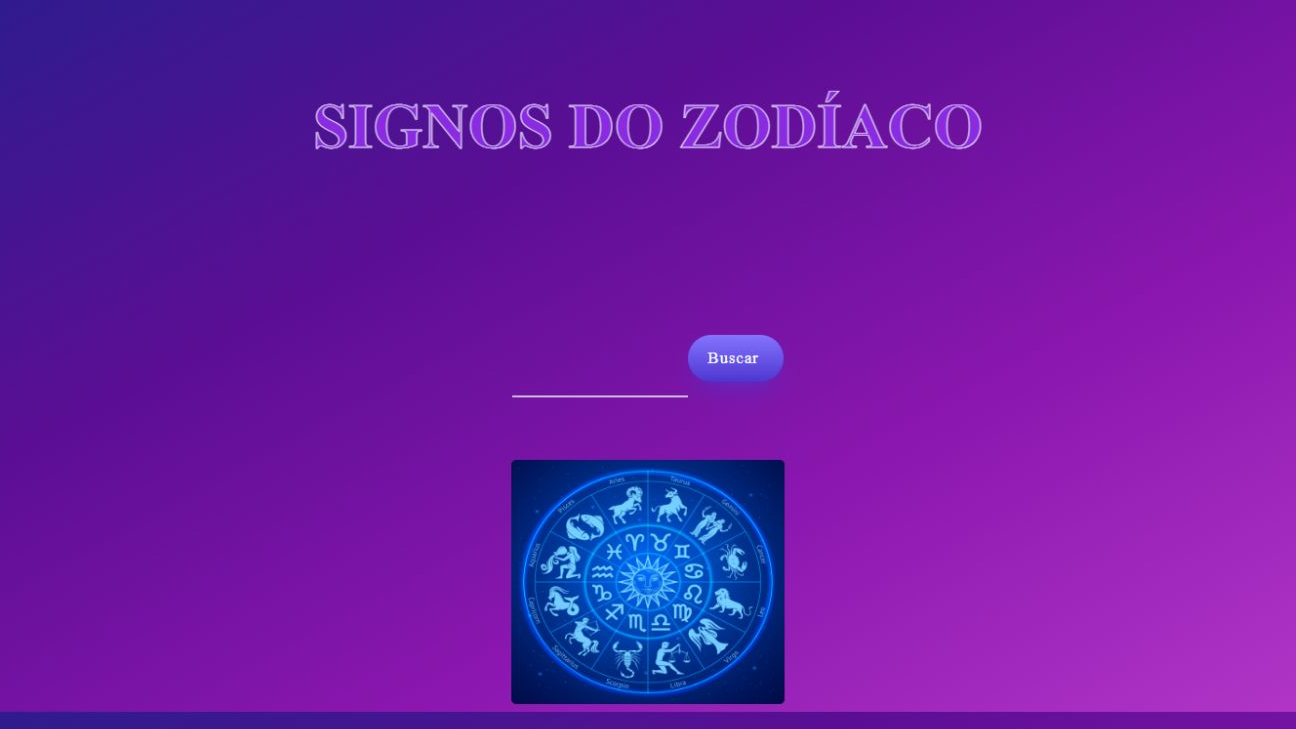 SIGNOS DO ZODÍACO
Buscar
Aries
Taurus
Gemini
Cancer
Leo
Virgo
Libra
Scorpio
Sagittarius
Capricorn
Aquarius
Pisces